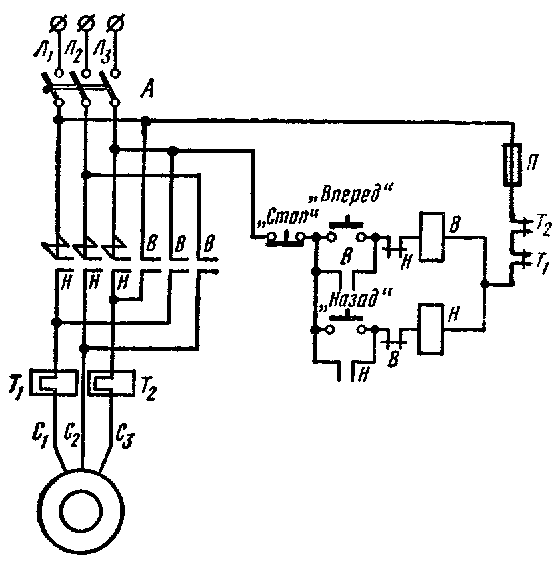 Л1 Л2 Л3
А
П
„Вперед“
„Стоп“
Т2
В В В
В Н В
Т1
Н Н Н
„Назад“
Н
В
Н
Т1 Т2
С1 С2 С3